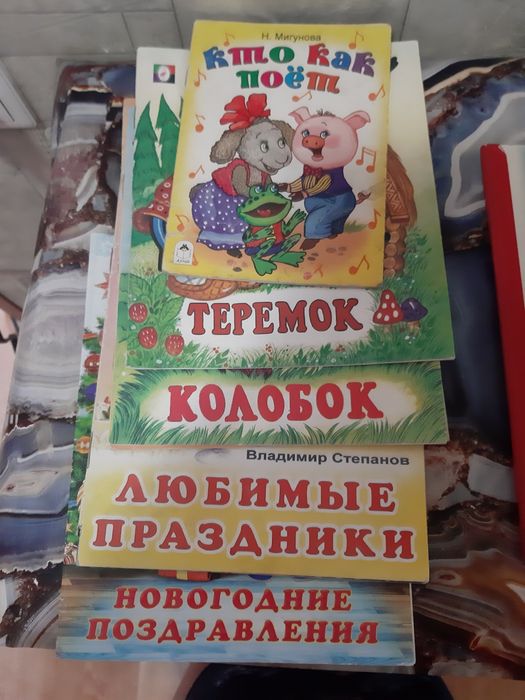 Н. Мигунова
КТО КАК
ПОЁТ
ТЕРЕМОК
КОЛОБОК
Владимир Степанов
ЛЮБИМЫЕ
ПРАЗДНИКИ
НОВОГОДНИЕ
ПОЗДРАВЛЕНИЯ